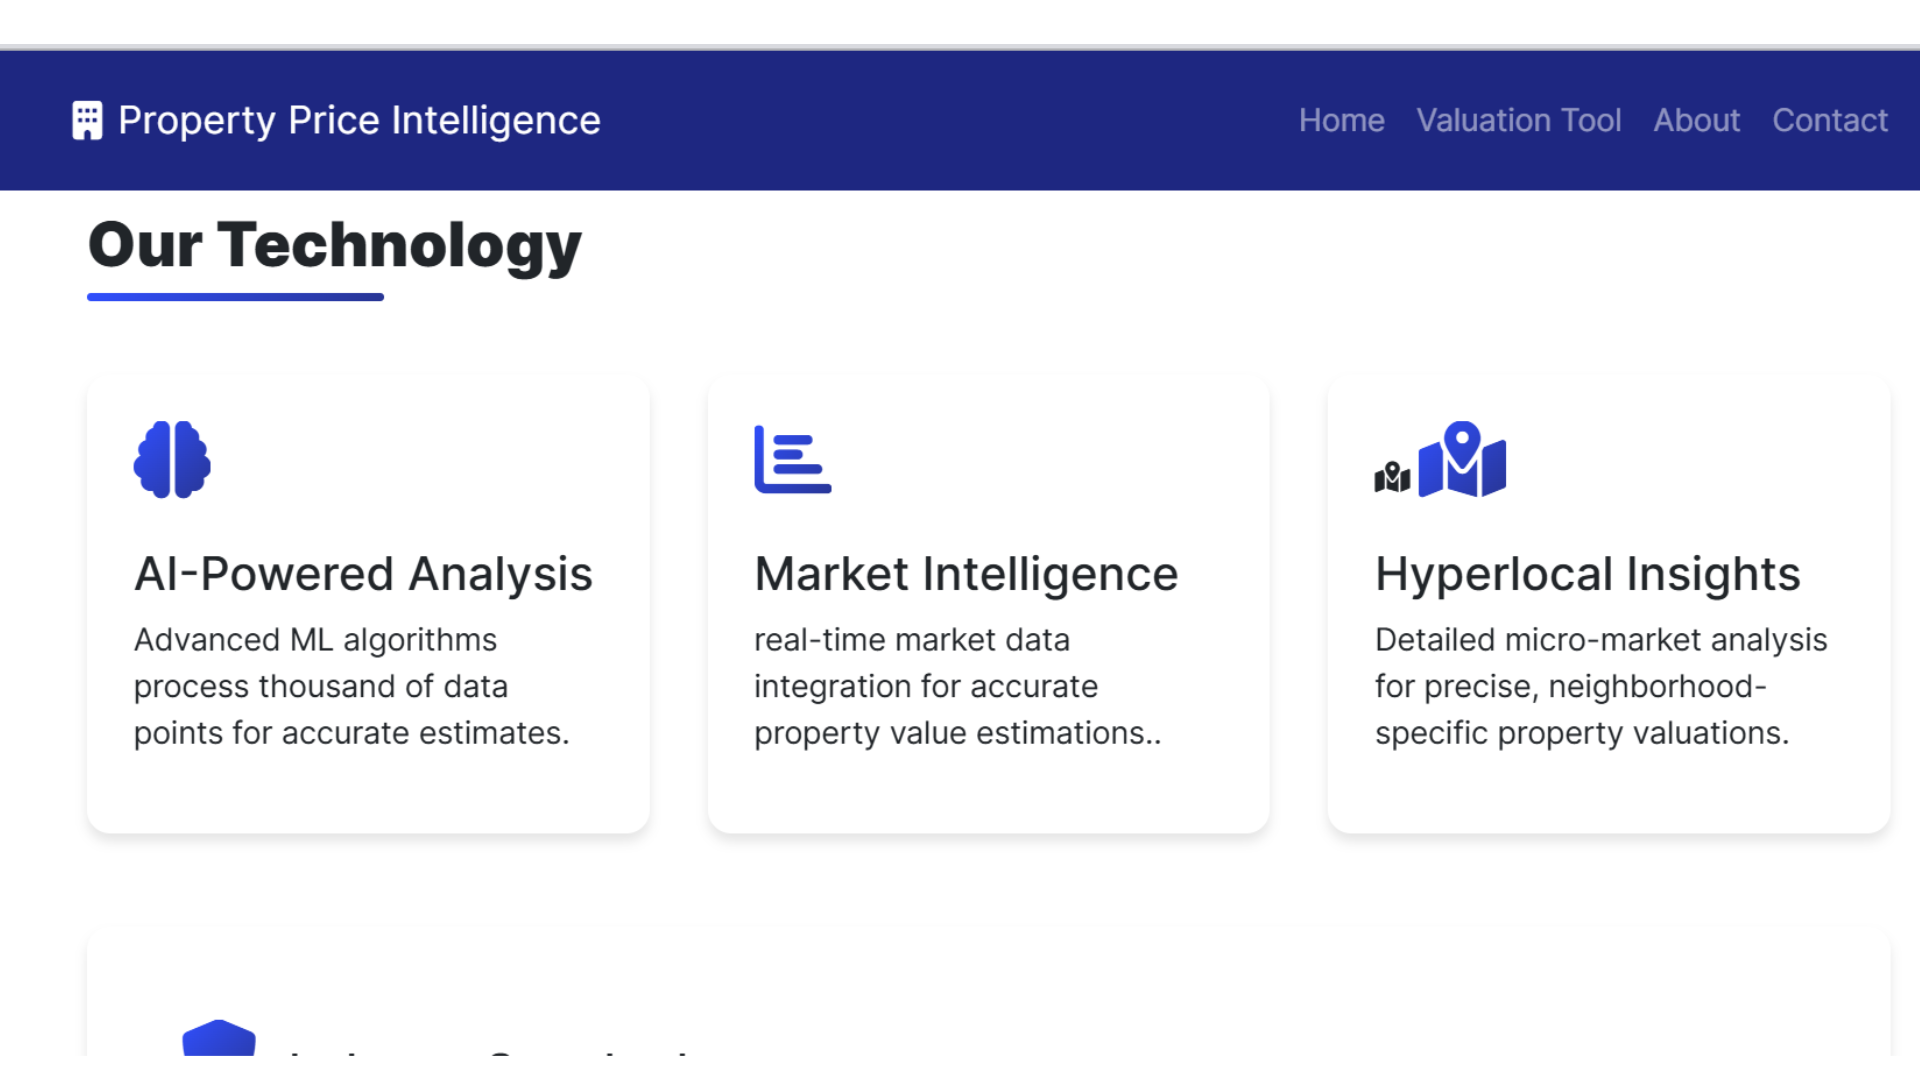 Property Price Intelligence
Home Valuation Tool About Contact
Our Technology
AI-Powered Analysis
Advanced ML algorithms
process thousand of data
points for accurate estimates.
Market Intelligence
real-time market data
integration for accurate
property value estimations..
Hyperlocal Insights
Detailed micro-market analysis
for precise, neighborhood-
specific property valuations.